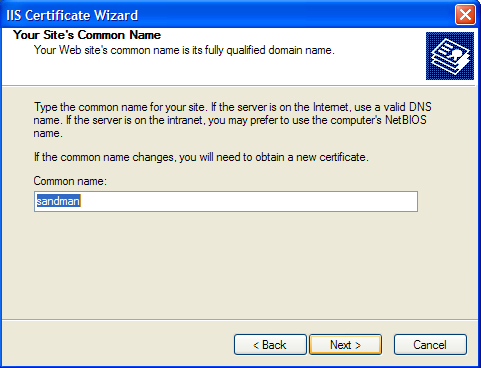 IIS Certificate Wizard
Your Site's Common Name
Your Web site's common name is its fully qualified domain name.
Type the common name for your site. If the server is on the Internet, use a valid DNS
name. If the server is on the intranet, you may prefer to use the computer's NetBIOS
name.
If the common name changes, you will need to obtain a new certificate.
Common name:
sandman
< Back
Next >
Cancel